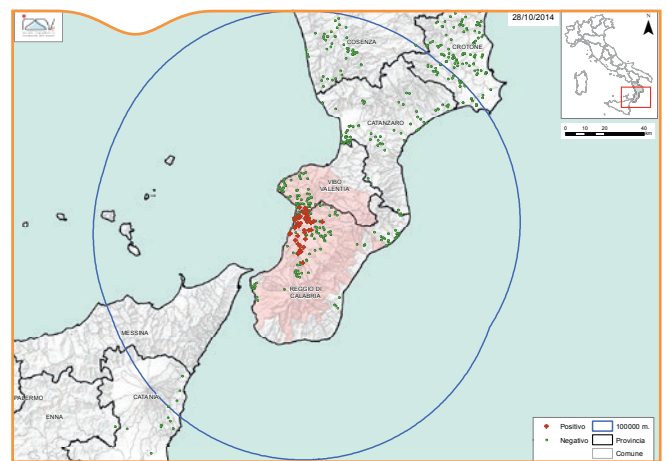 28/10/2014
N
COSENZA
CROTONE
CATANZARO
0 10 20 40
km
VIBO
VALENTIA
REGGIO DI
CALABRIA
MESSINA
PALERMO
CATANIA
ENNA
Positivo
Negativo
100000 m.
Provincia
Comune